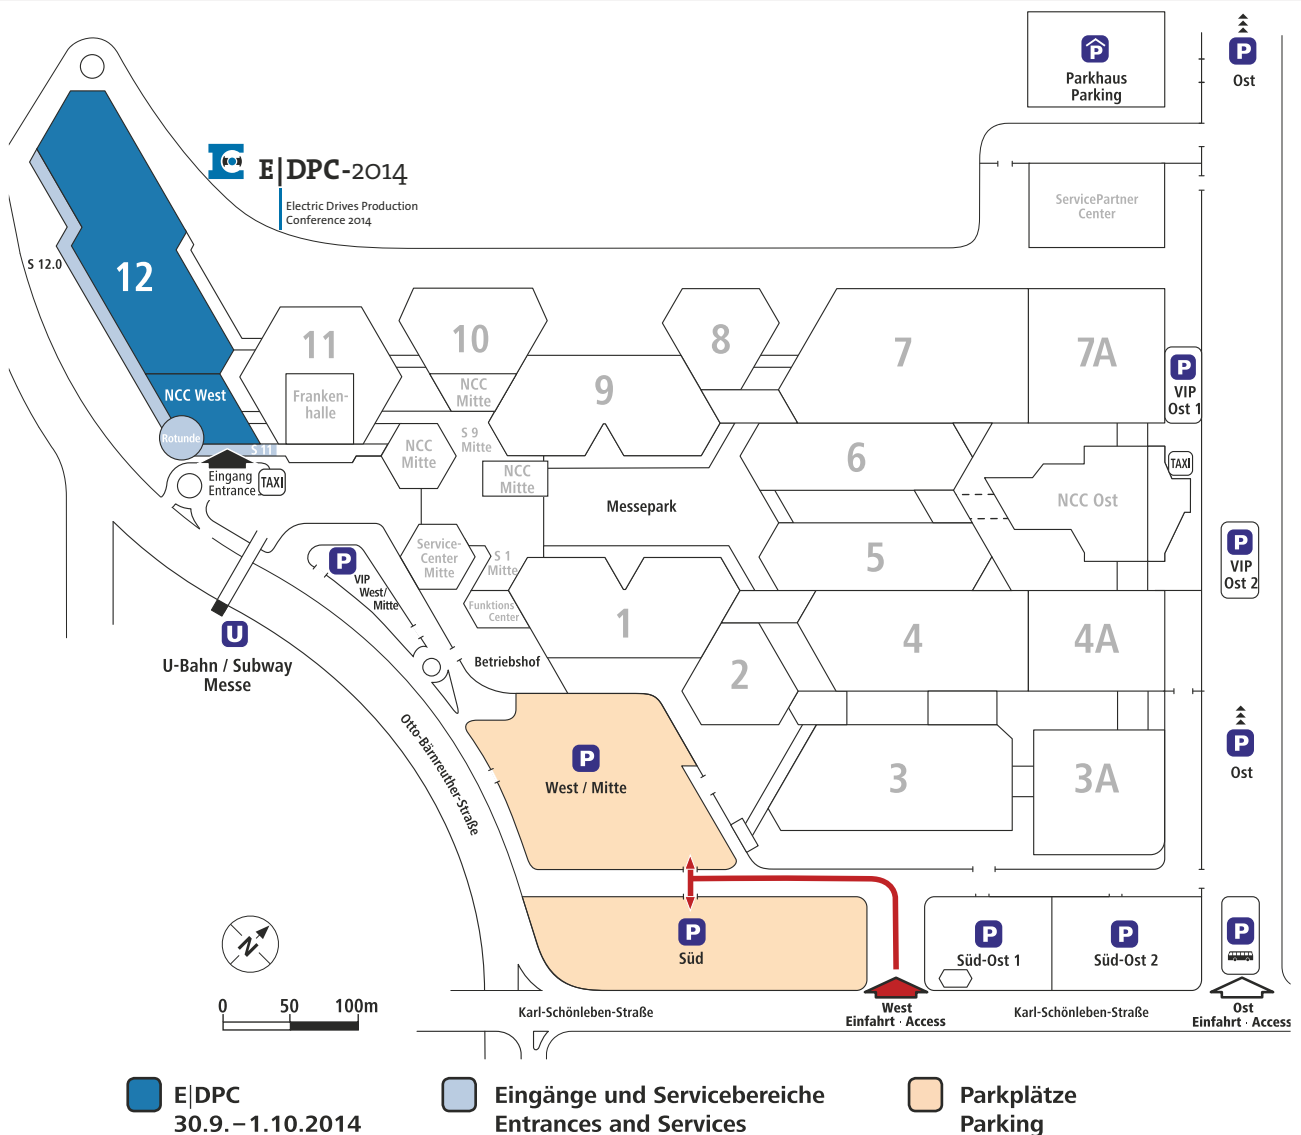 P
Ost
P
Parkhaus
Parking
E|DPC-2014
Electric Drives Production
Conference 2014
ServicePartner
Center
S 12.0
12
11
10
8
7
7A
9
P
VIP
Ost 1
NCC West
Franken-
halle
NCC
Mitte
Rotunde
S 11
NCC
Mitte
S 9
Mitte
6
TAXI
Eingang
Entrance
TAXI
NCC
Mitte
Messepark
NCC Ost
P
VIP
West/
Mitte
Service-
Center
Mitte
S 1
Mitte
5
P
VIP
Ost 2
Funktions
Center
1
U
U-Bahn / Subway
Messe
Betriebshof
2
4
4A
Otto-Bärnreuther-Straße
P
West / Mitte
3
3A
P
Ost
P
Süd
P
Süd-Ost 1
P
Süd-Ost 2
P
N
0 50 100m
Karl-Schönleben-Straße
West
Einfahrt · Access
Karl-Schönleben-Straße
Ost
Einfahrt · Access
E|DPC
30.9.–1.10.2014
Eingänge und Servicebereiche
Entrances and Services
Parkplätze
Parking